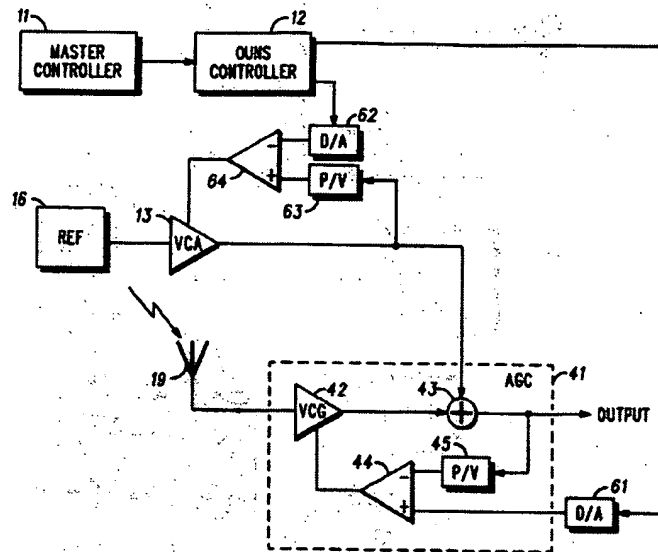 11
12
MASTER
CONTROLLER
OUNS
CONTROLLER
62
D/A
-
+
64
P/V
63
16
REF
13
VCA
19
AGC
41
42
VCG
43
+
OUTPUT
44
45
P/V
-
+
61
D/A